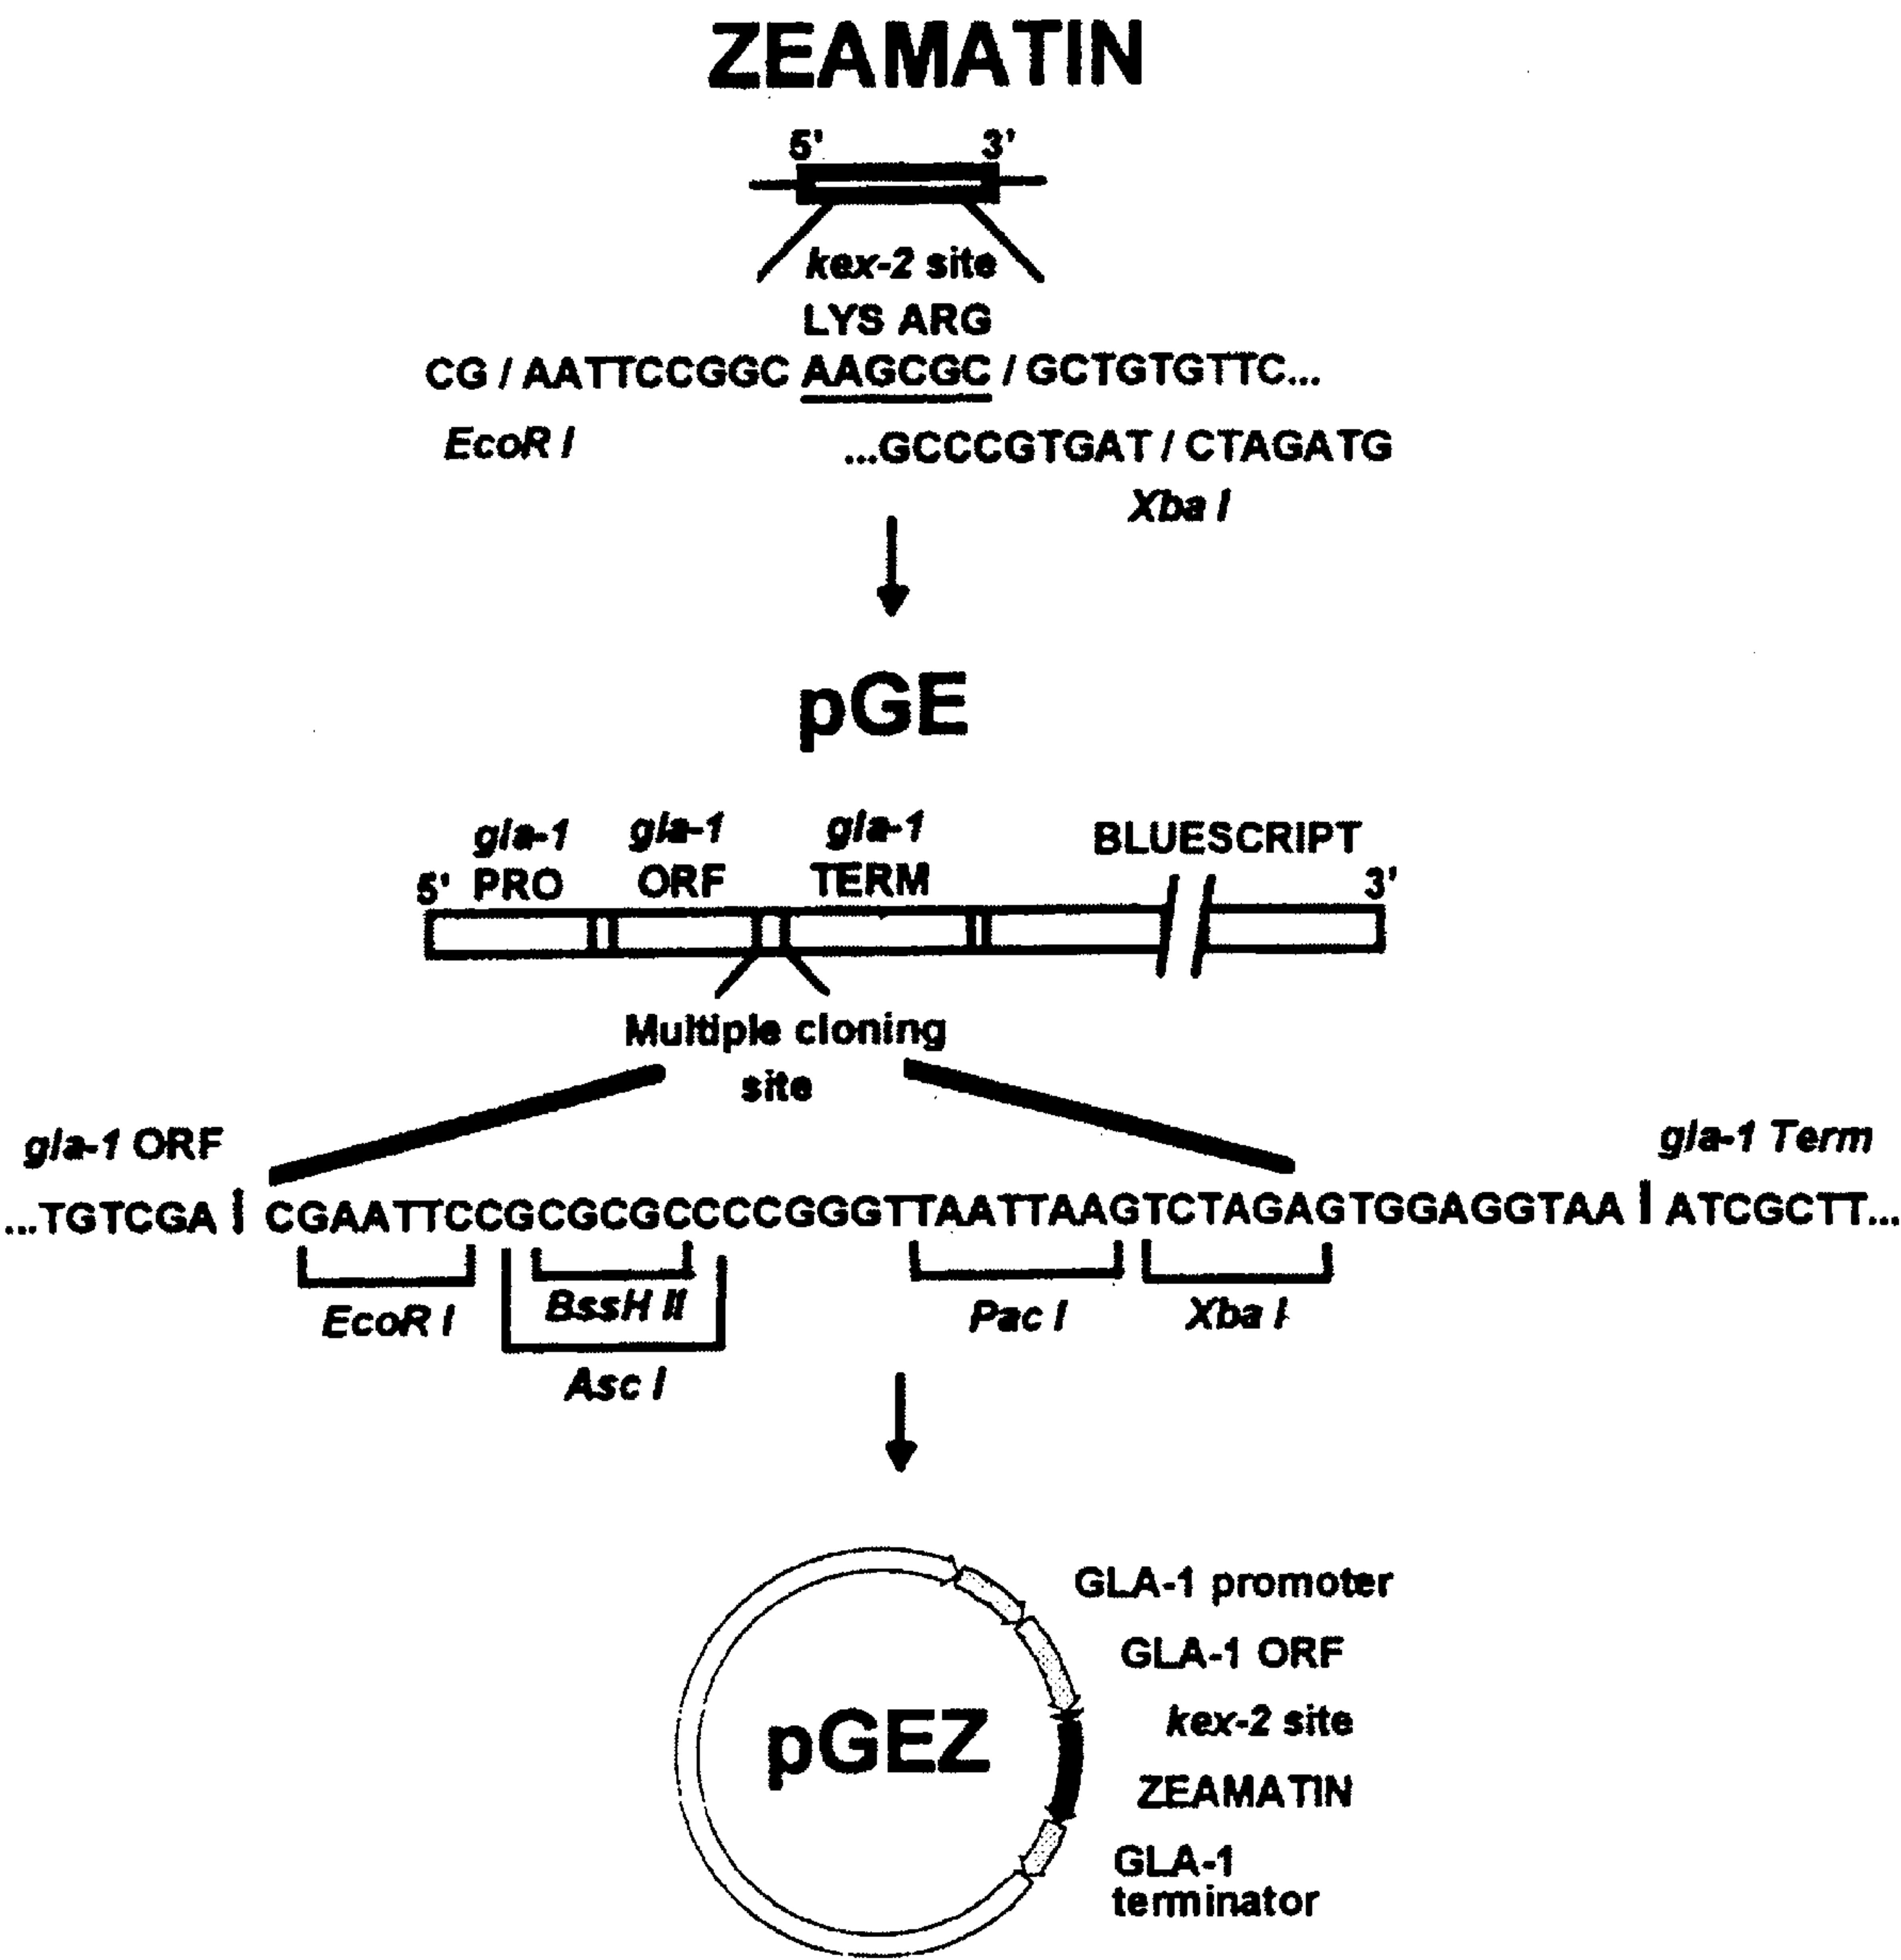 ZEAMATIN
5' 3'
kex-2 site
LYS ARG
CG / AATTCCGGC AAGCGC / GCTGTGTTC...
EcoR I ...GCCCGTGAT / CTAGATG
Xba I
pGE
gla-1 gla-1 gla-1 BLUESCRIPT
5' PRO ORF TERM 3'
Multiple cloning
site
gla-1 ORF gla-1 Term
...TGTCGA | CGAATTCCGCGCGCCCCGGGTTAATTAAGTCTAGAGTGGAGGTAA | ATCGCTT...
EcoR I BssH II Pac I Xba I
Asc I
GLA-1 promoter
GLA-1 ORF
pGEZ kex-2 site
ZEAMATIN
GLA-1
terminator